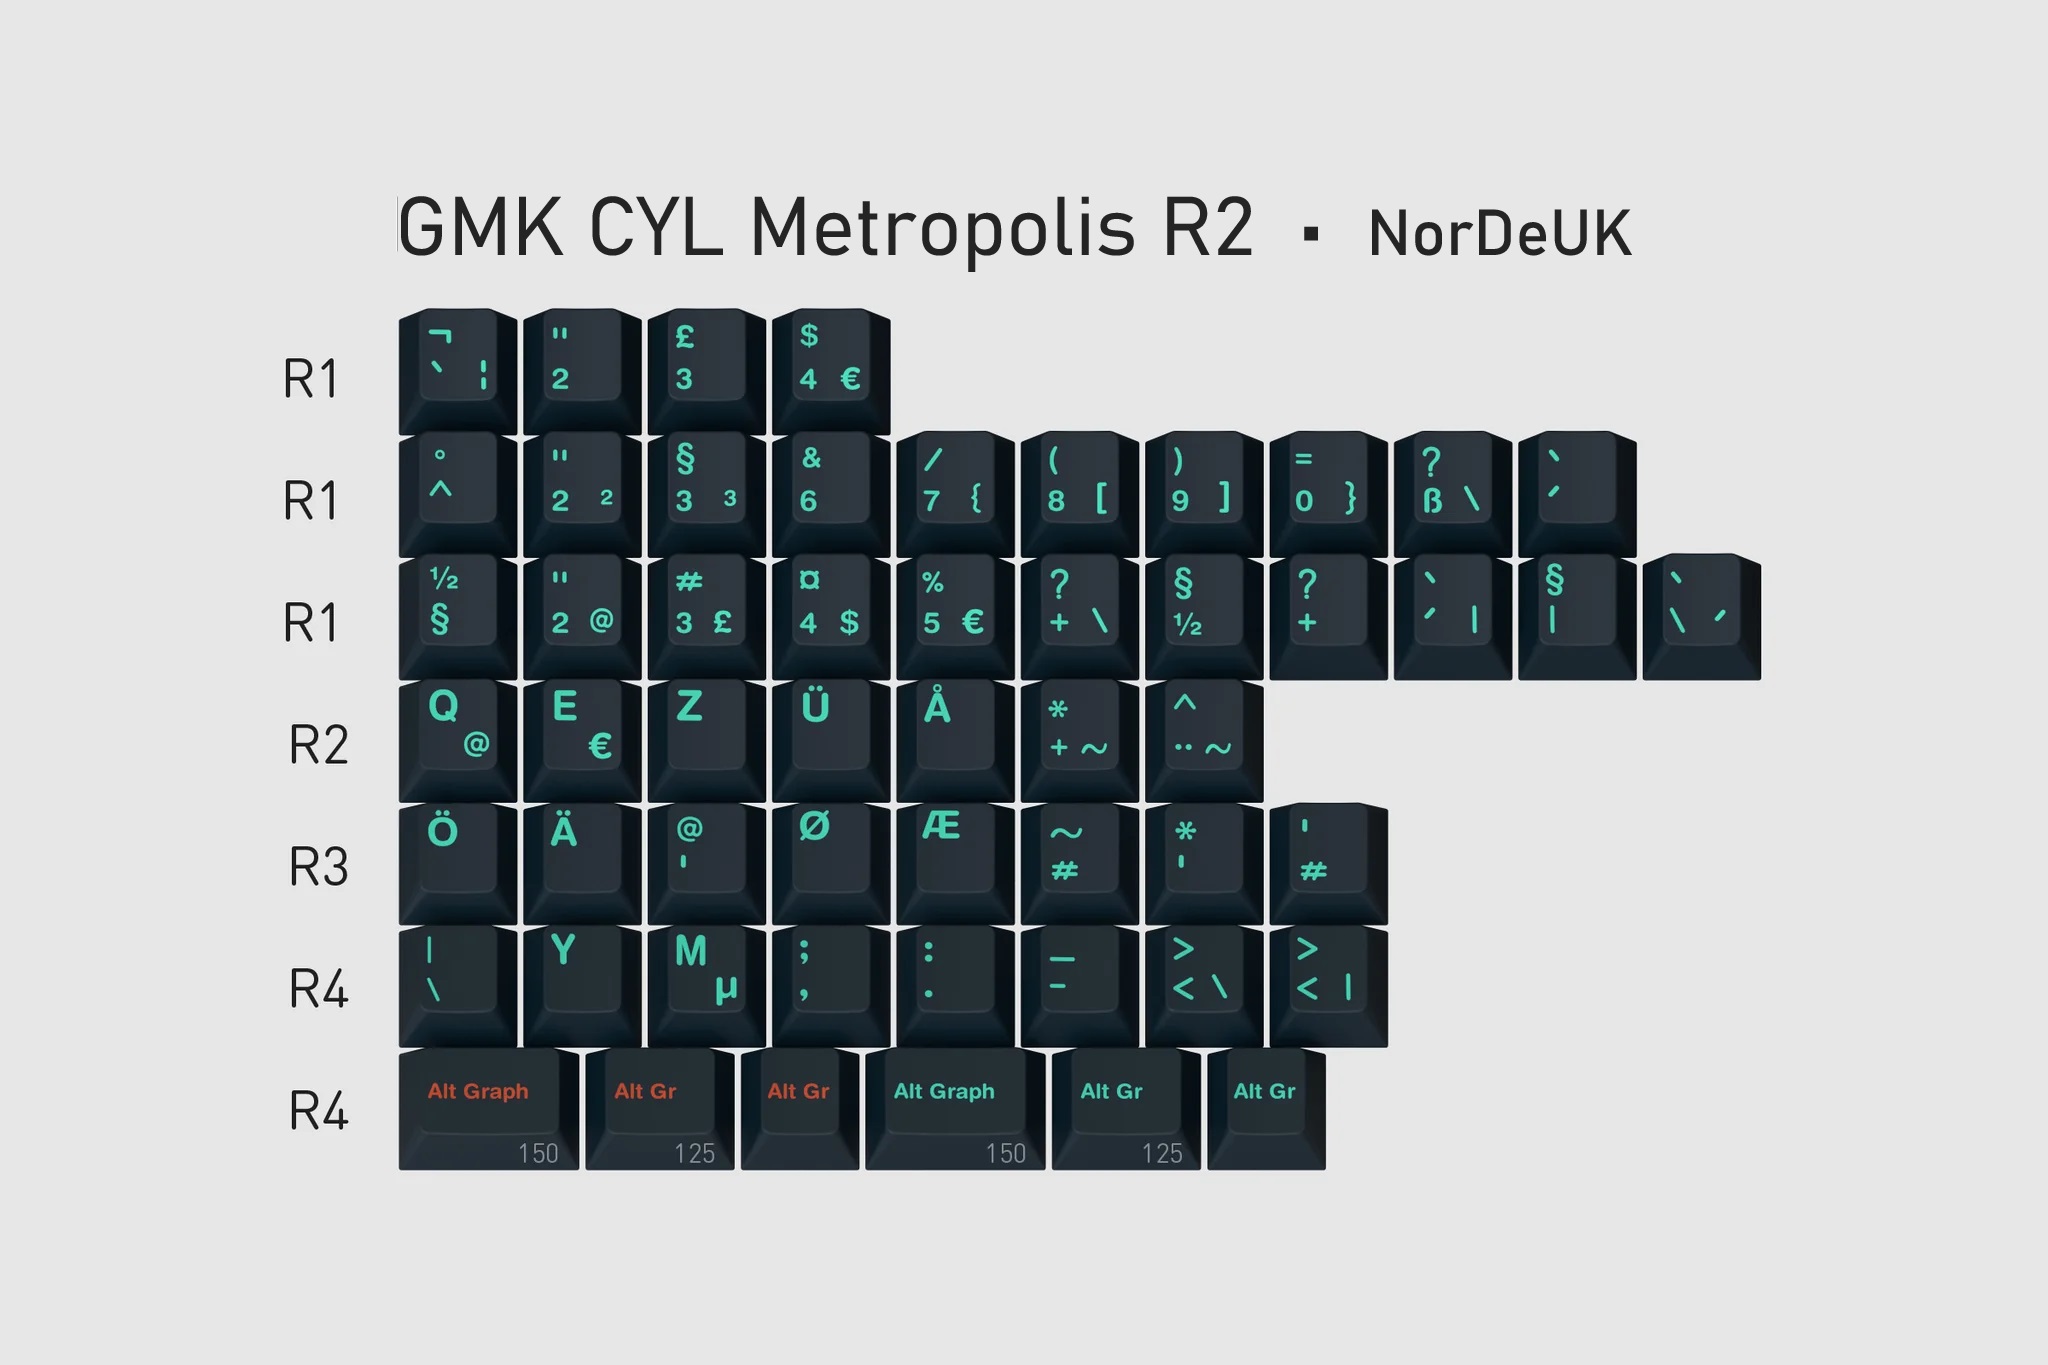 GMK CYL Metropolis R2 ▪ NorDeUK
R1 ¬ ` ¦ " 2 £ 3 $ 4 €
R1 ° ^ " 2 ² § 3 ³ & 6 / 7 { ( 8 [ ) 9 ] = 0 } ? ß \ ` ´
R1 ½ § " 2 @ # 3 £ ¤ 4 $ % 5 € ? + \ § ½ ? + ` ´ | § | ` \ ´
R2 Q @ E € Z Ü Å * + ~ ^ ¨ ~
R3 Ö Ä @ ' Ø Æ ~ # * ' ' #
R4 | \ Y M µ ; , : . _ - > < \ > < |
R4 Alt Graph 150 Alt Gr 125 Alt Gr Alt Graph 150 Alt Gr 125 Alt Gr